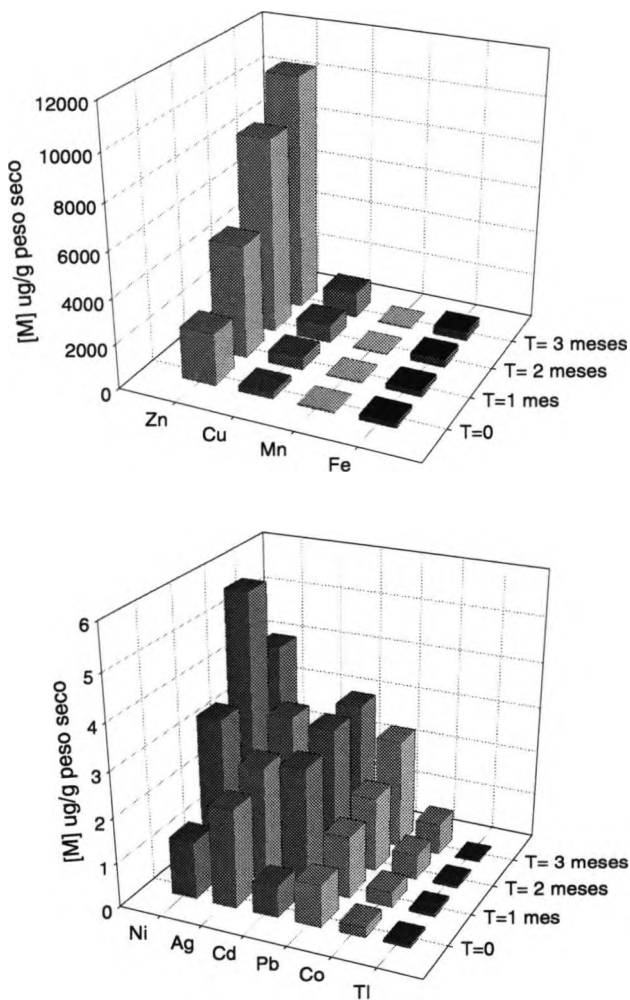 12000
10000
8000
6000
4000
2000
0
[M] ug/g peso seco
Zn
Cu
Mn
Fe
T= 3 meses
T= 2 meses
T=1 mes
T=0
6
5
4
3
2
1
0
[M] ug/g peso seco
Ni
Ag
Cd
Pb
Co
Tl
T= 3 meses
T= 2 meses
T=1 mes
T=0